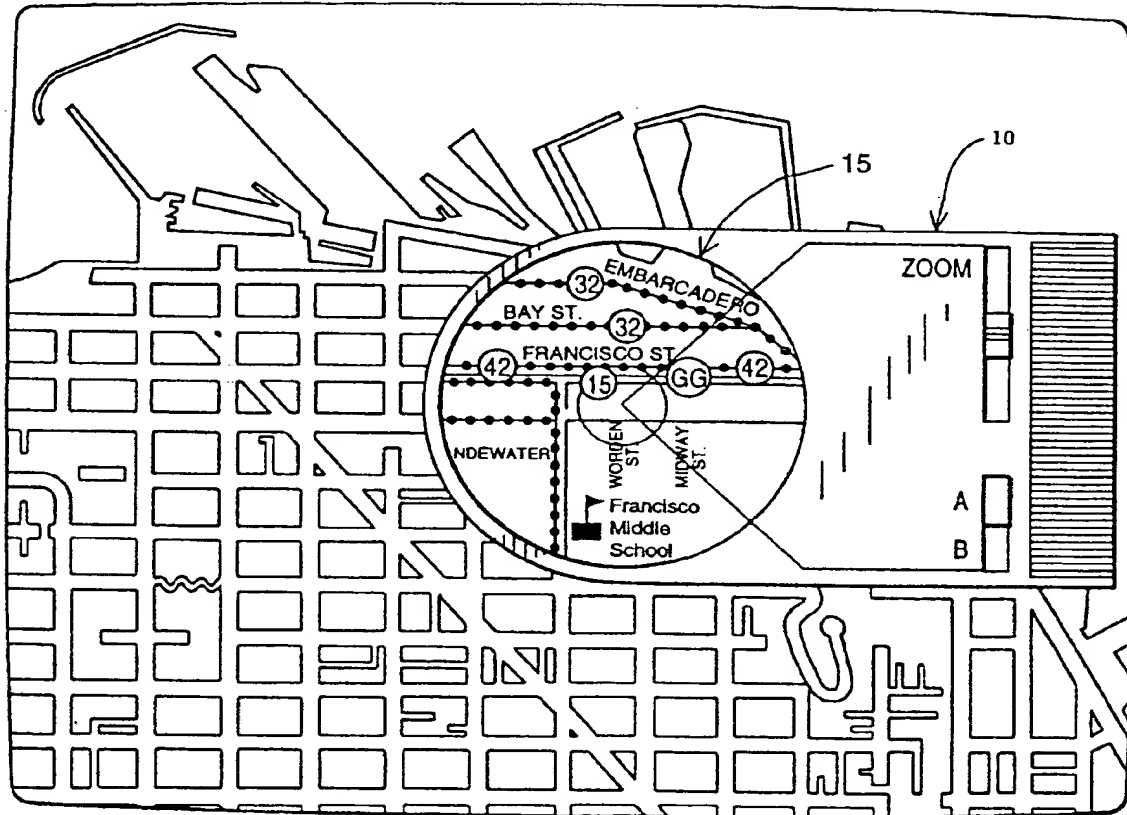 10
15
ZOOM
EMBARCADERO
32
BAY ST.
32
FRANCISCO ST.
42
15
GG
42
NDEWATER
WORDEN
ST.
MIDWAY
ST.
Francisco
Middle
School
A
B